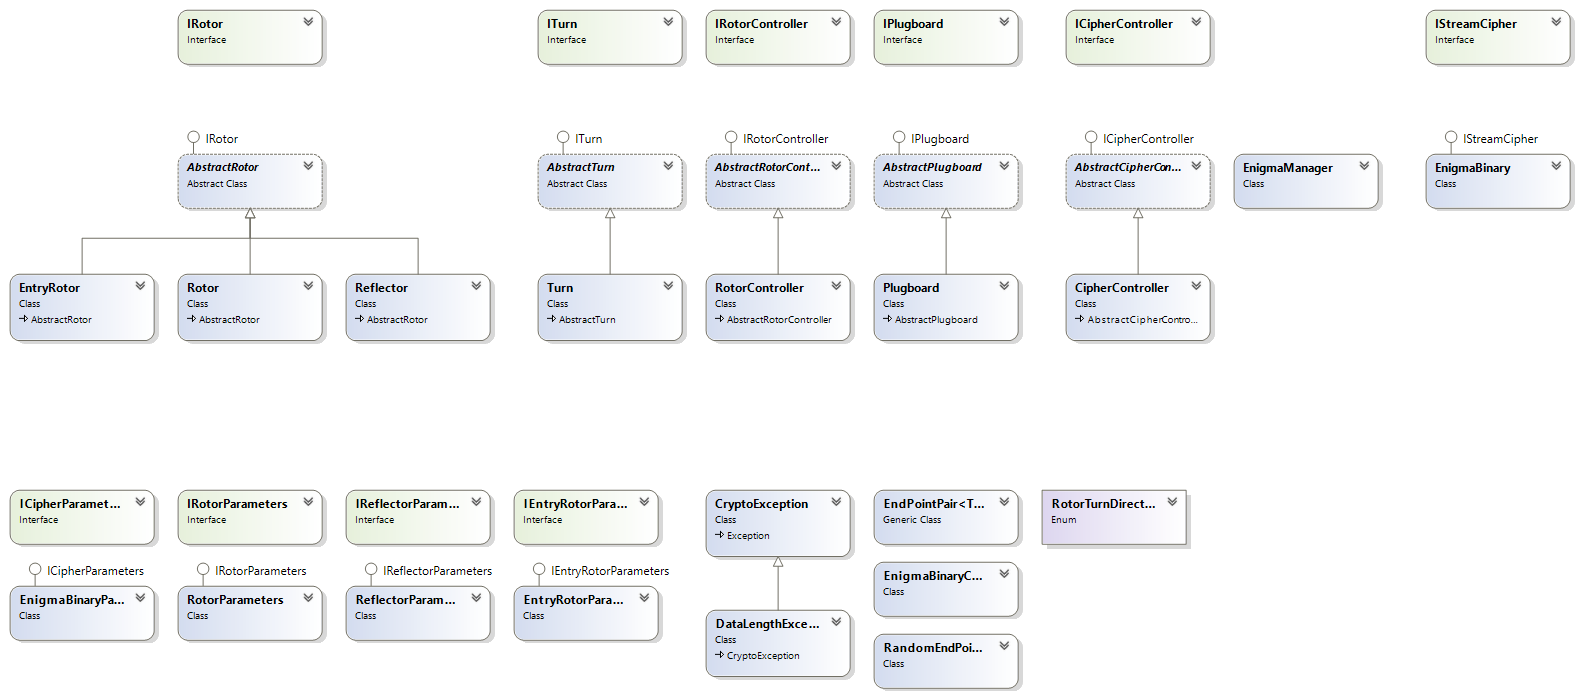 IRotor
Interface
ITurn
Interface
IRotorController
Interface
IPlugboard
Interface
ICipherController
Interface
IStreamCipher
Interface
IRotor
AbstractRotor
Abstract Class
ITurn
AbstractTurn
Abstract Class
IRotorController
AbstractRotorCont...
Abstract Class
IPlugboard
AbstractPlugboard
Abstract Class
ICipherController
AbstractCipherCon...
Abstract Class
EnigmaManager
Class
IStreamCipher
EnigmaBinary
Class
EntryRotor
Class
AbstractRotor
Rotor
Class
AbstractRotor
Reflector
Class
AbstractRotor
Turn
Class
AbstractTurn
RotorController
Class
AbstractRotorController
Plugboard
Class
AbstractPlugboard
CipherController
Class
AbstractCipherContro...
ICipherParamet...
Interface
IRotorParameters
Interface
IReflectorParam...
Interface
IEntryRotorPara...
Interface
CryptoException
Class
Exception
EndPointPair<T...
Generic Class
RotorTurnDirect...
Enum
ICipherParameters
EnigmaBinaryPa...
Class
IRotorParameters
RotorParameters
Class
IReflectorParameters
ReflectorParam...
Class
IEntryRotorParameters
EntryRotorPara...
Class
EnigmaBinaryC...
Class
DataLengthExce...
Class
CryptoException
RandomEndPoi...
Class